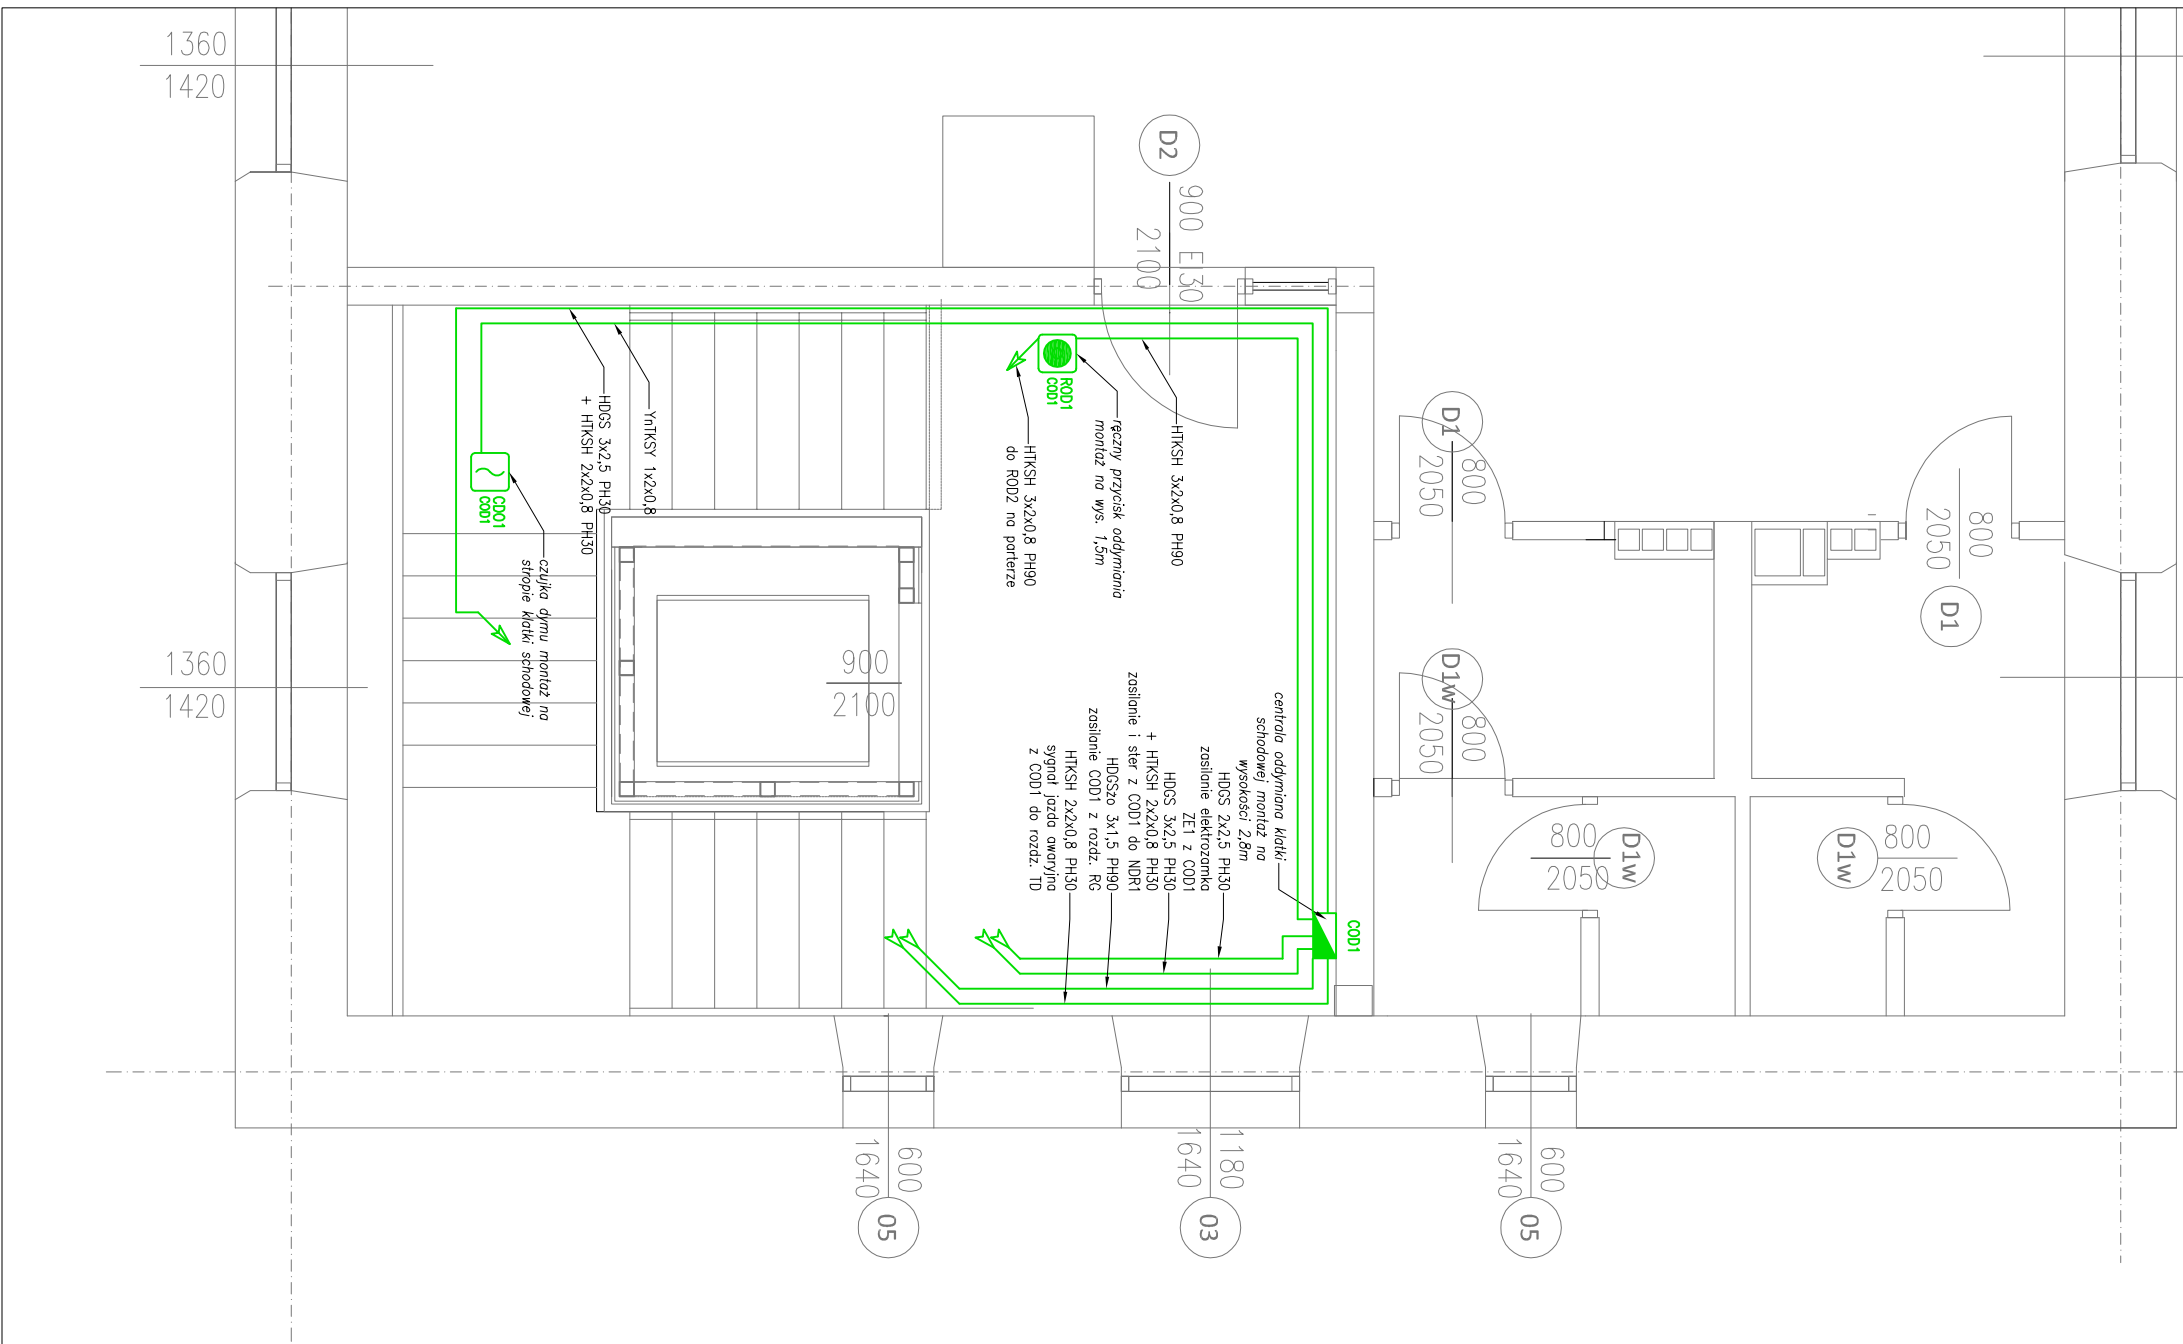 1360
1420
D2
900 EI30
2100
1360
1420
ROD1
COD1
HTKSH 3x2x0,8 PH90
ręczny przycisk oddymiania
montaż na wys. 1,5m
HTKSH 3x2x0,8 PH90
do ROD2 na parterze
YnTKSY 1x2x0,8
HDGS 3x2,5 PH30
+ HTKSH 2x2x0,8 PH30
CDO1
COD1
czujka dymu montaż na
stropie klatki schodowej
900
2100
centrala oddymiana klatki
schodowej montaż na
wysokości 2,8m
HDGS 2x2,5 PH30
zasilanie elektrozamka
ZE1 z COD1
HDGS 3x2,5 PH30
+ HTKSH 2x2x0,8 PH30
zasilanie i ster z COD1 do NDR1
HDGSżo 3x1,5 PH90
zasilanie COD1 z rozdz. RG
HTKSH 2x2x0,8 PH30
sygnał jazda awaryjna
z COD1 do rozdz. TD
COD1
D1
800
2050
D1
800
2050
D1w
800
2050
D1w
800
2050
D1w
800
2050
600
1640
05
1180
1640
03
600
1640
05